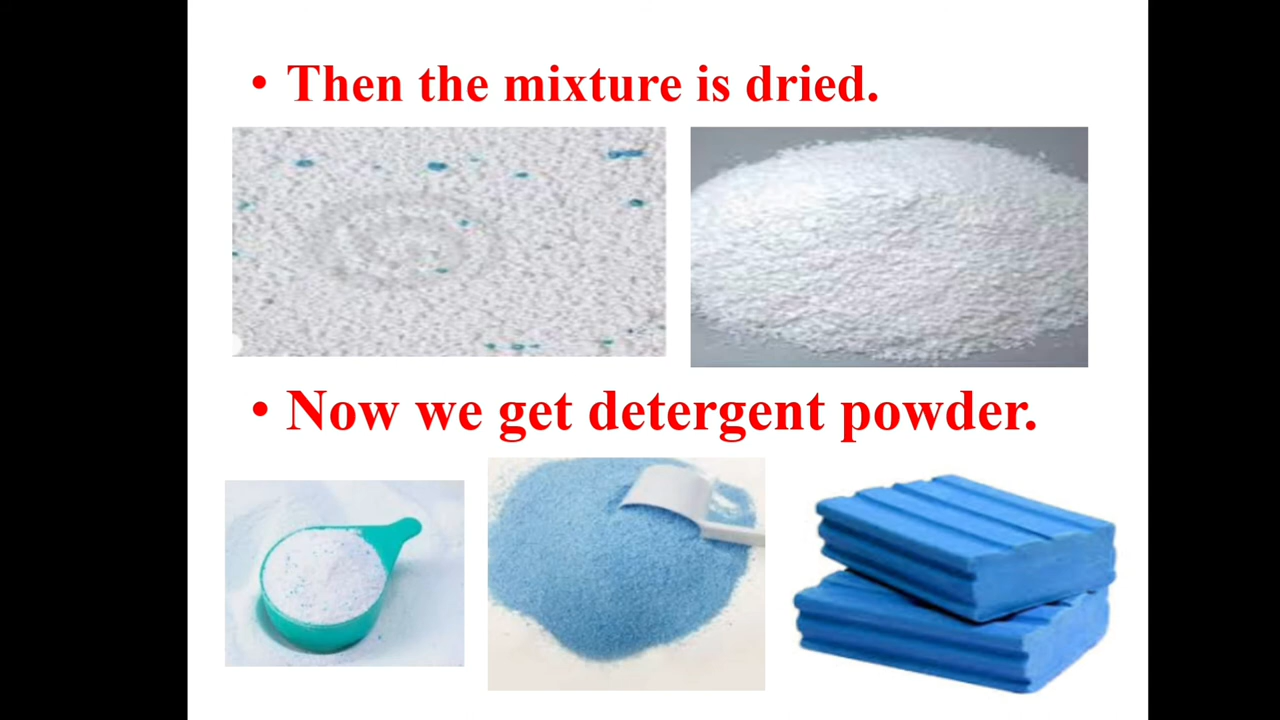 • Then the mixture is dried.
• Now we get detergent powder.